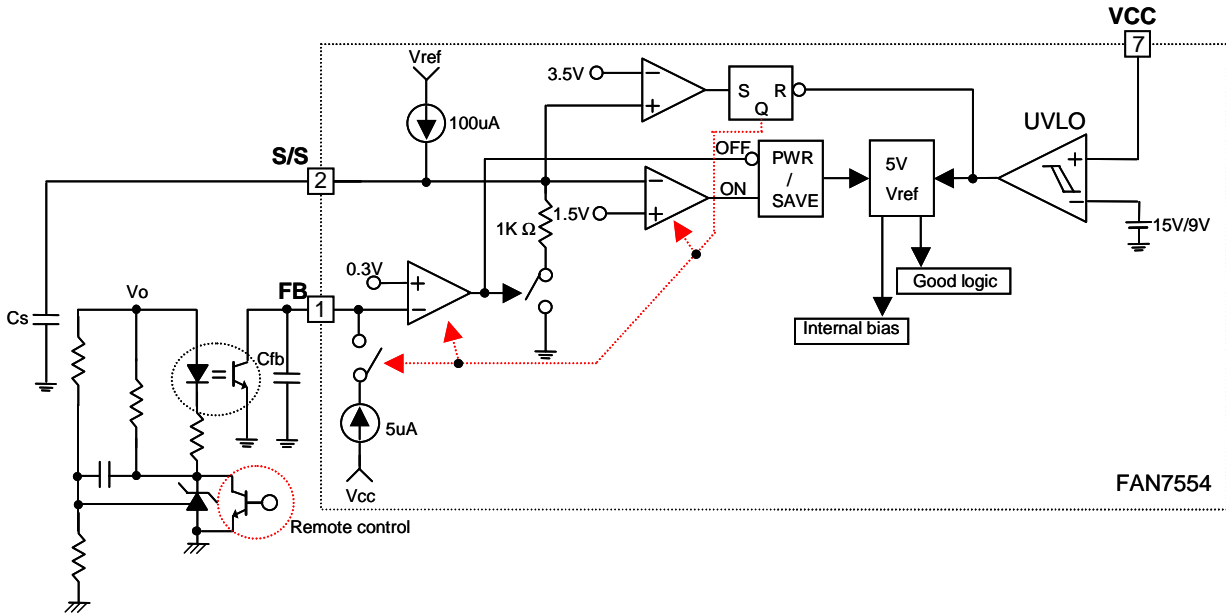 VCC
7
Vref
3.5V
−
+
S R
Q
100uA
UVLO
S/S
OFF
PWR
/
SAVE
5V
Vref
+
−
2
−
+
ON
1.5V
1K Ω
15V/9V
0.3V
+
−
Good logic
FB
1
Vo
Cs
Internal bias
Cfb
=
5uA
Vcc
FAN7554
Remote control